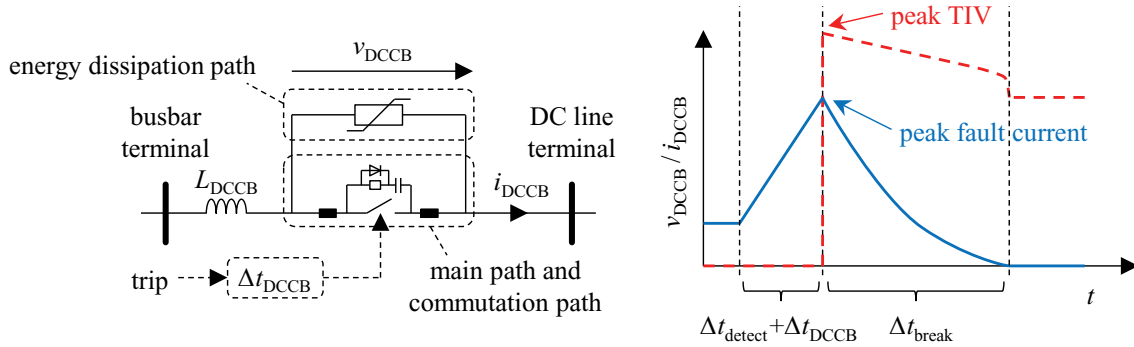 energy dissipation path
v_DCCB
busbar
terminal
L_DCCB
DC line
terminal
i_DCCB
trip
Δt_DCCB
main path and
commutation path
peak TIV
peak fault current
v_DCCB / i_DCCB
t
Δt_detect+Δt_DCCB
Δt_break